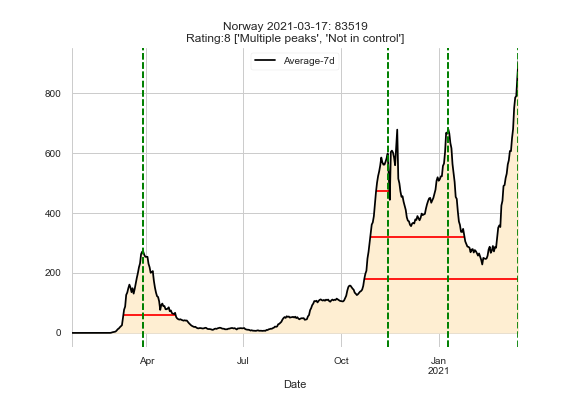 Norway 2021-03-17: 83519
Rating:8 ['Multiple peaks', 'Not in control']
Average-7d
800
600
400
200
0
Apr
Jul
Oct
Jan
2021
Date